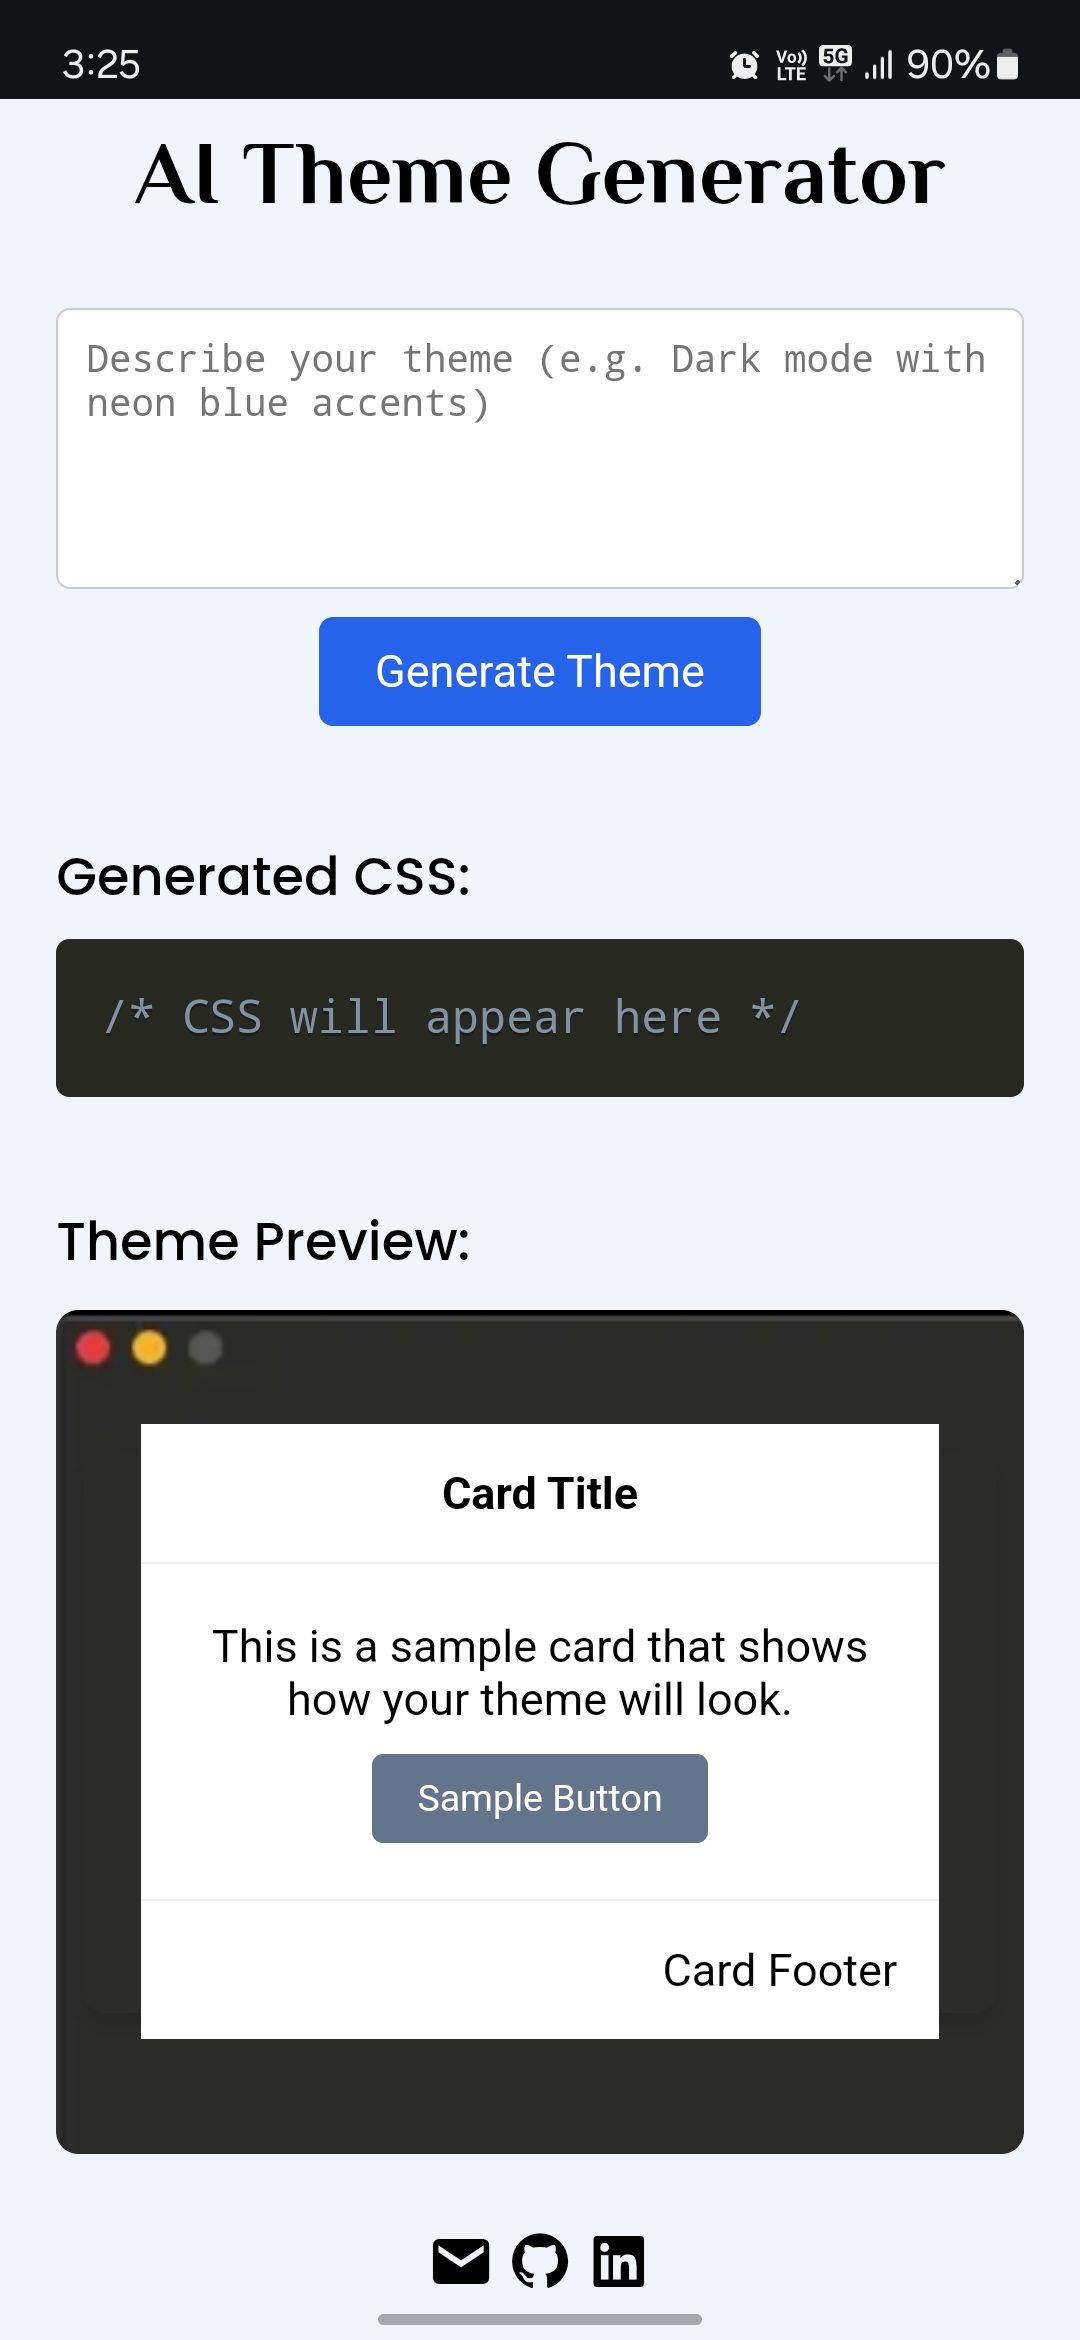 3:25
Vo)) LTE 5G 90%
AI Theme Generator
Describe your theme (e.g. Dark mode with
neon blue accents)
Generate Theme
Generated CSS:
/* CSS will appear here */
Theme Preview:
Card Title
This is a sample card that shows
how your theme will look.
Sample Button
Card Footer
in